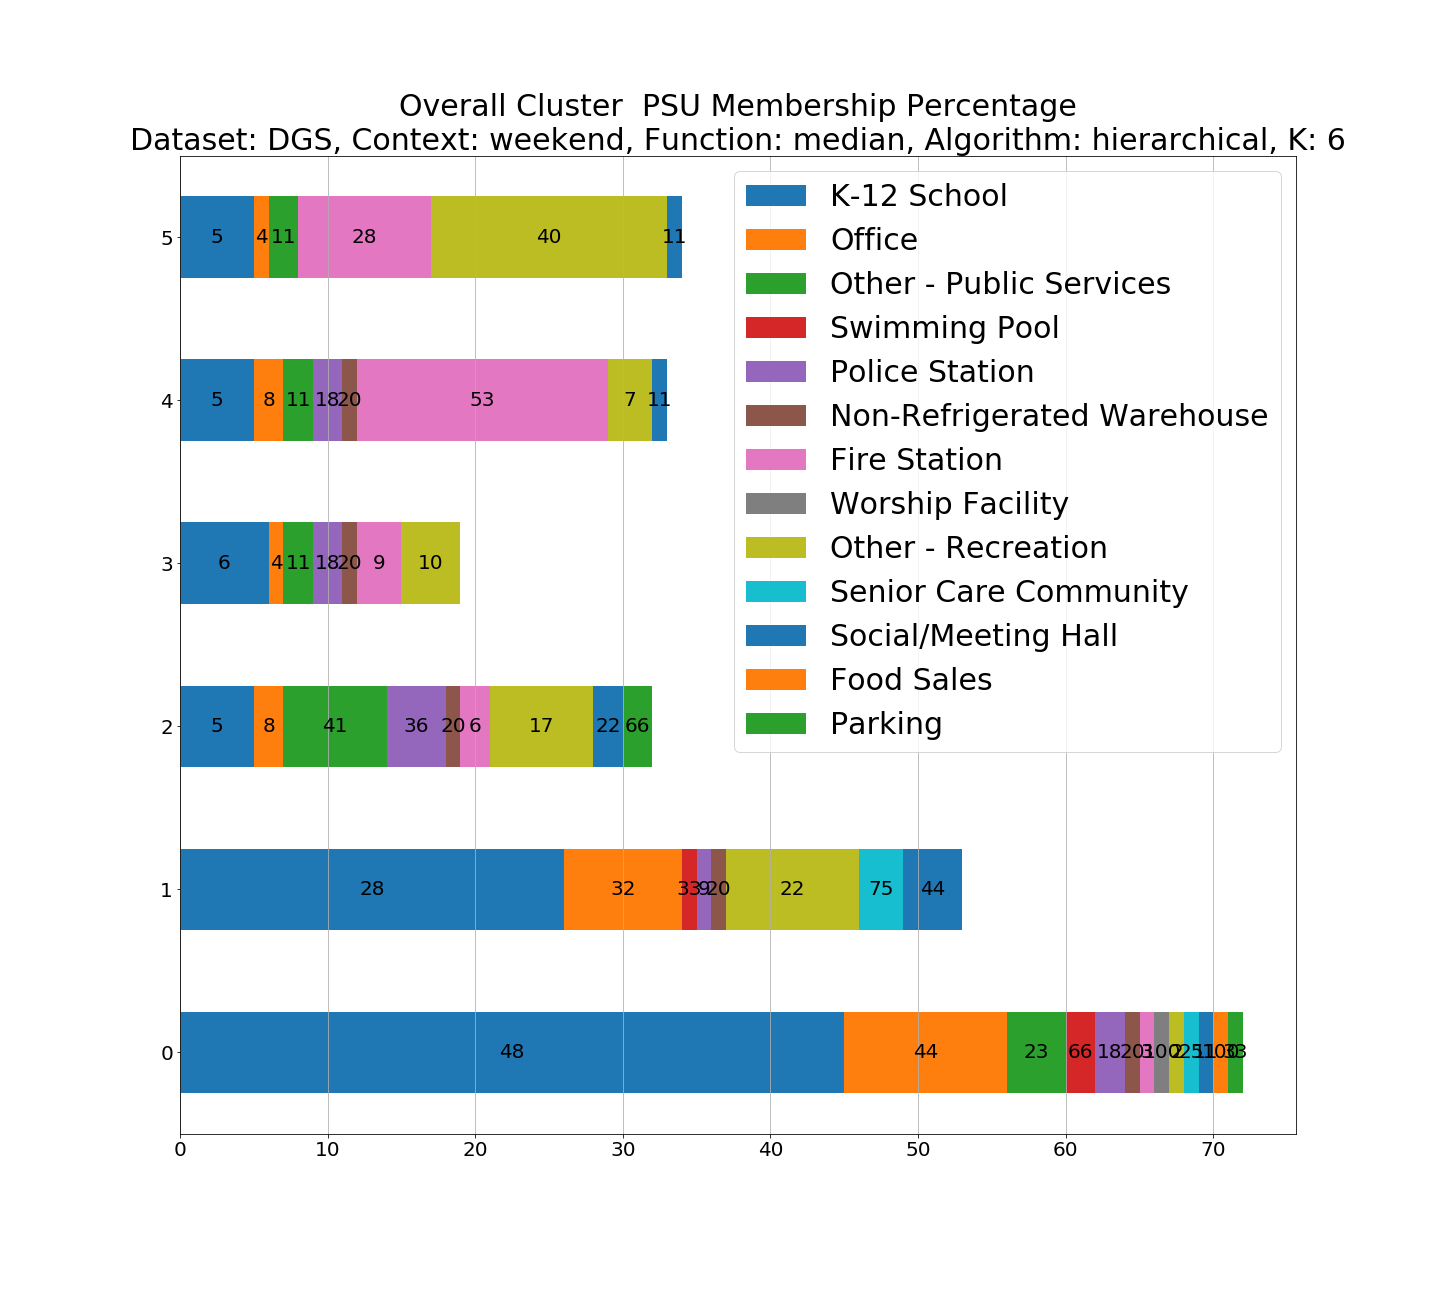 Overall Cluster  PSU Membership Percentage
Dataset: DGS, Context: weekend, Function: median, Algorithm: hierarchical, K: 6
K-12 School
Office
Other - Public Services
Swimming Pool
Police Station
Non-Refrigerated Warehouse
Fire Station
Worship Facility
Other - Recreation
Senior Care Community
Social/Meeting Hall
Food Sales
Parking
5 5 4 11 28 40 11
4 5 8 11 18 20 53 7 11
3 6 4 11 18 20 9 10
2 5 8 41 36 20 6 17 22 66
1 28 32 33 9 20 22 75 44
0 48 44 23 66 18 20 3 100 2 25 11 100 33
0 10 20 30 40 50 60 70